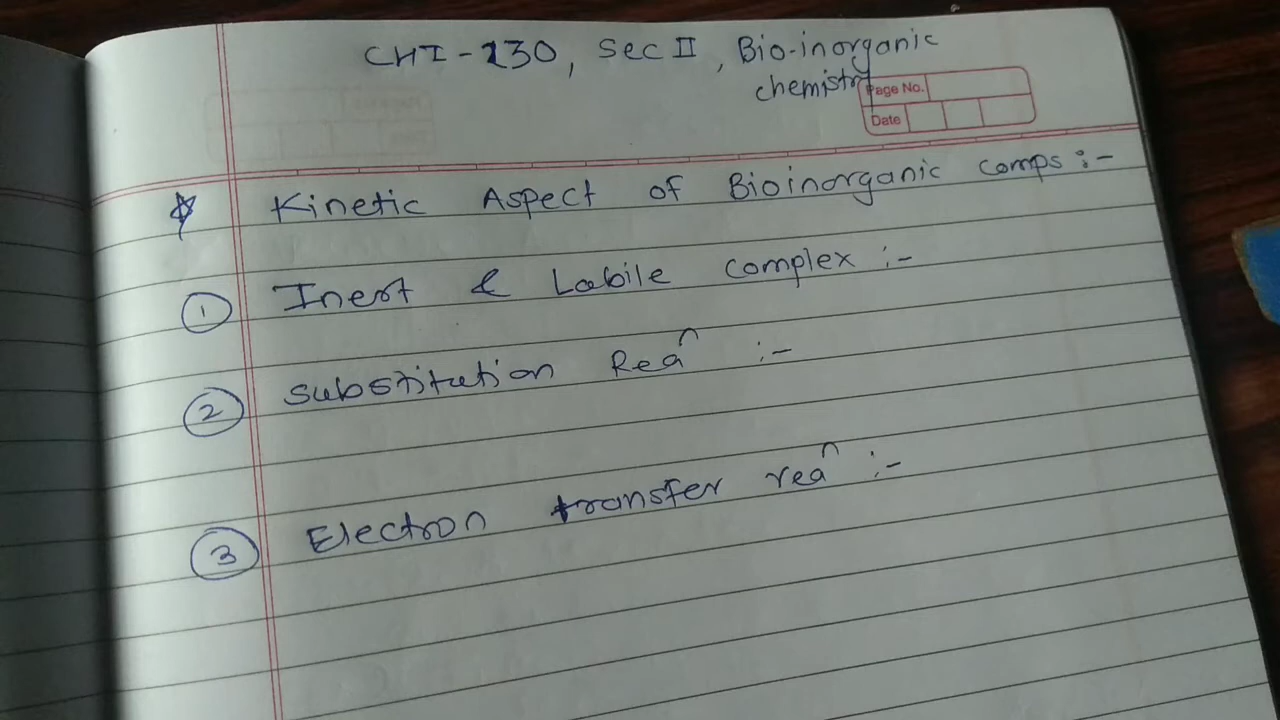 CHI-230, Sec II, Bio-inorganic
chemistry
Page No.
Date
Kinetic Aspect of Bioinorganic comps :-
① Inert & Labile complex :-
② Substitution Reaⁿ :-
③ Electron transfer reaⁿ :-